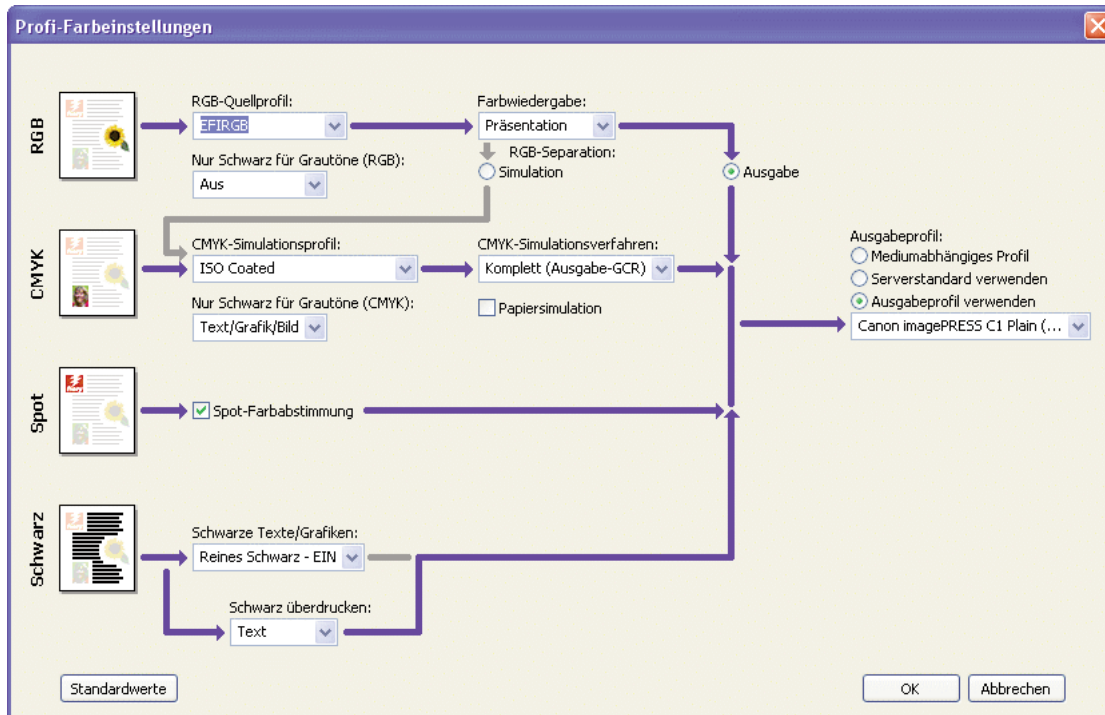 Profi-Farbeinstellungen
RGB
RGB-Quellprofil:
EFIRGB
Farbwiedergabe:
Präsentation
Nur Schwarz für Grautöne (RGB):
Aus
RGB-Separation:
Simulation
Ausgabe
CMYK
CMYK-Simulationsprofil:
ISO Coated
CMYK-Simulationsverfahren:
Komplett (Ausgabe-GCR)
Nur Schwarz für Grautöne (CMYK):
Text/Grafik/Bild
Papiersimulation
Ausgabeprofil:
Mediumabhängiges Profil
Serverstandard verwenden
Ausgabeprofil verwenden
Canon imagePRESS C1 Plain (...
Spot
Spot-Farbabstimmung
Schwarz
Schwarze Texte/Grafiken:
Reines Schwarz - EIN
Schwarz überdrucken:
Text
Standardwerte
OK
Abbrechen